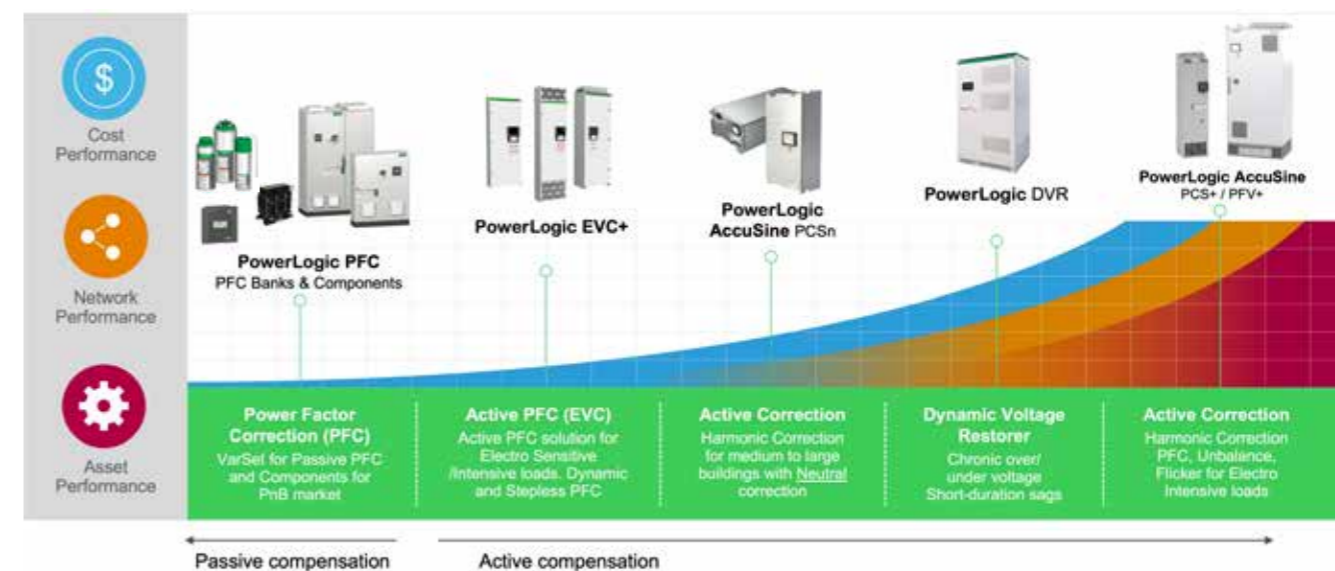 $
Cost
Performance
Network
Performance
Asset
Performance
PowerLogic PFC
PFC Banks & Components
PowerLogic EVC+
PowerLogic
AccuSine PCSn
PowerLogic DVR
PowerLogic AccuSine
PCS+ / PFV+
Power Factor
Correction (PFC)
VarSet for Passive PFC
and Components for
PnB market
Active PFC (EVC)
Active PFC solution for
Electro Sensitive
/Intensive loads. Dynamic
and Stepless PFC
Active Correction
Harmonic Correction
for medium to large
buildings with Neutral
correction
Dynamic Voltage
Restorer
Chronic over/
under voltage
Short-duration sags
Active Correction
Harmonic Correction
PFC, Unbalance,
Flicker for Electro
Intensive loads
Passive compensation
Active compensation